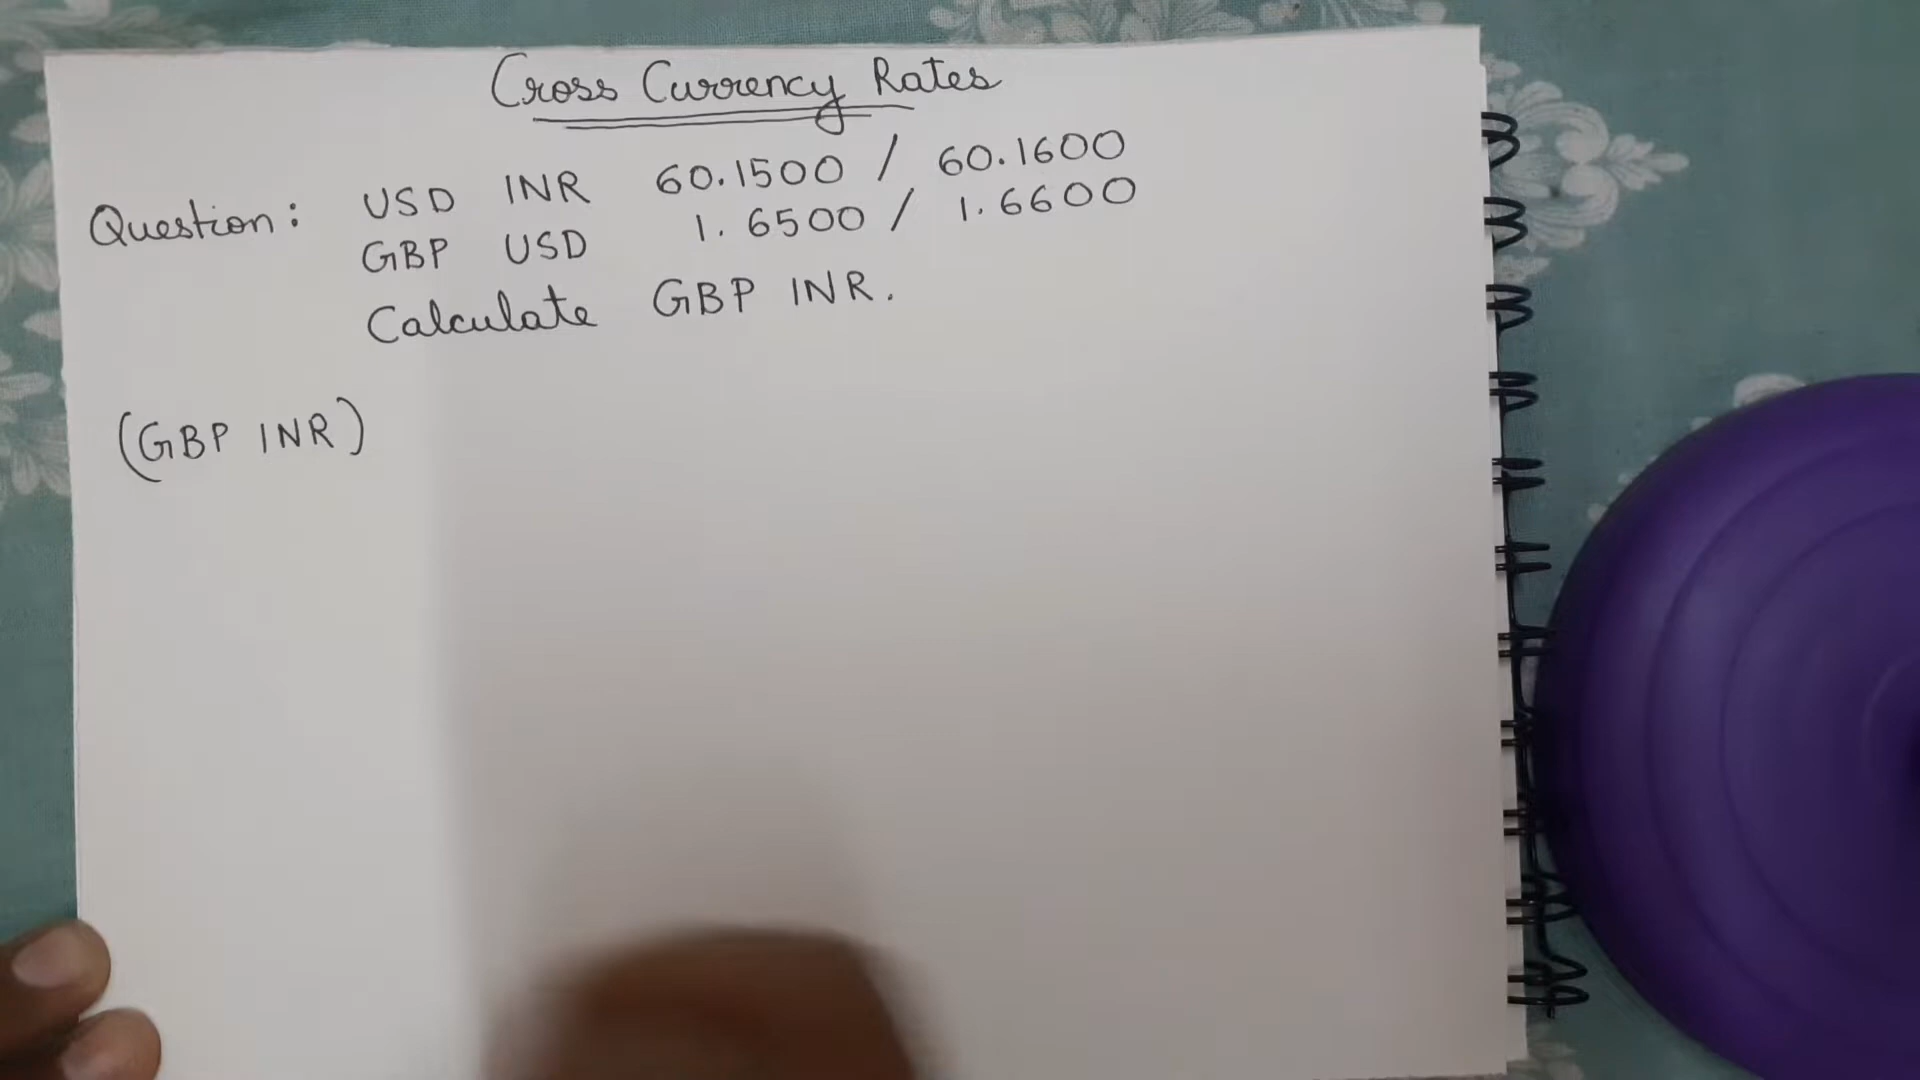 Cross Currency Rates
Question: USD INR 60.1500 / 60.1600
GBP USD 1.6500 / 1.6600
Calculate GBP INR.
(GBP INR)